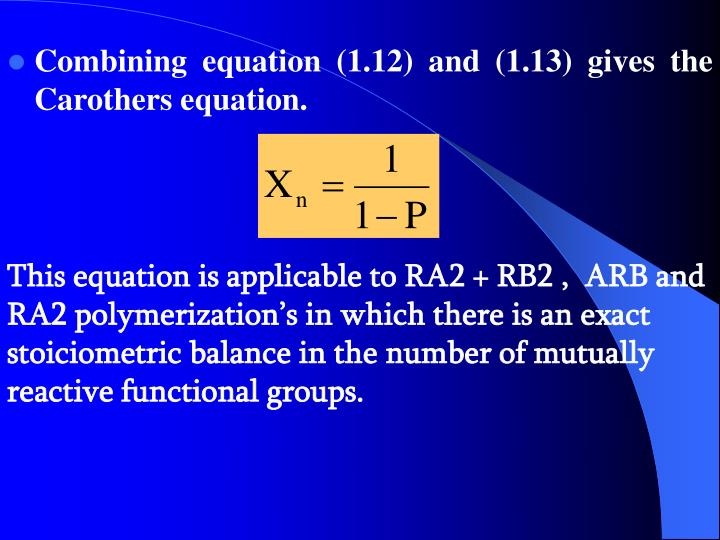 Combining equation (1.12) and (1.13) gives the
Carothers equation.
X n = 1 / 1 − P
This equation is applicable to RA2 + RB2 , ARB and
RA2 polymerization’s in which there is an exact
stoiciometric balance in the number of mutually
reactive functional groups.